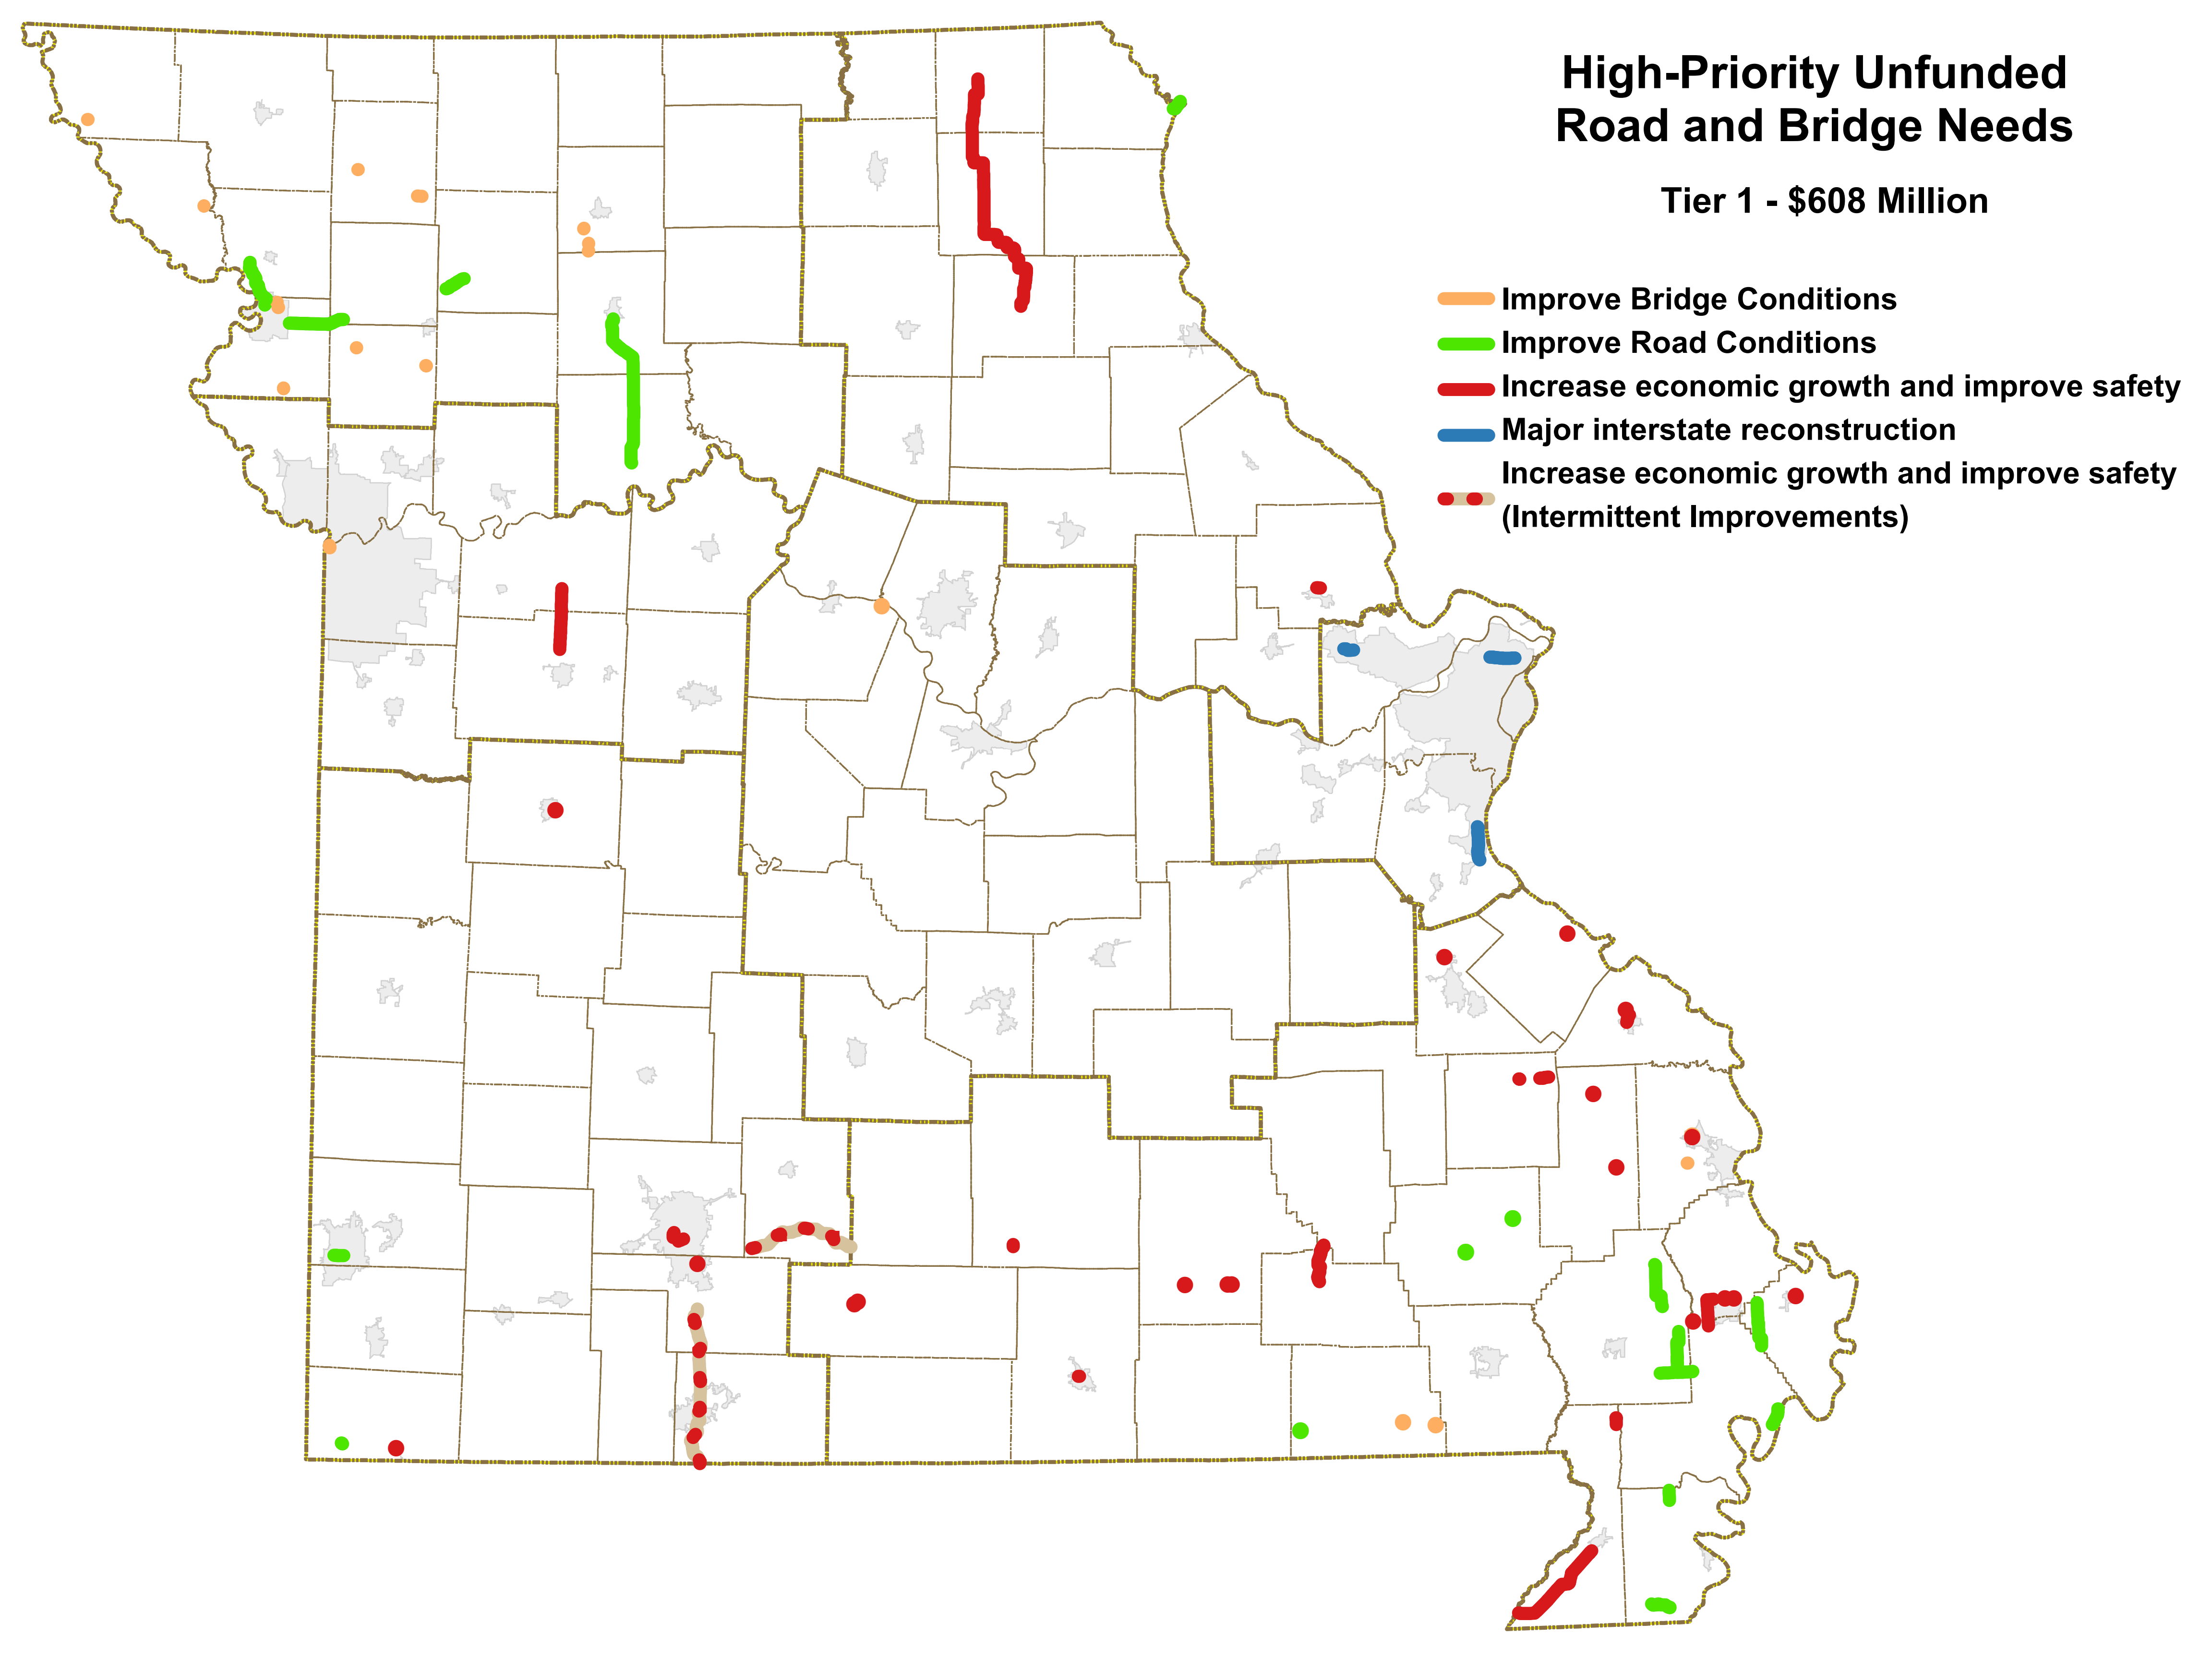 High-Priority Unfunded
Road and Bridge Needs
Tier 1 - $608 Million
Improve Bridge Conditions
Improve Road Conditions
Increase economic growth and improve safety
Major interstate reconstruction
Increase economic growth and improve safety
(Intermittent Improvements)